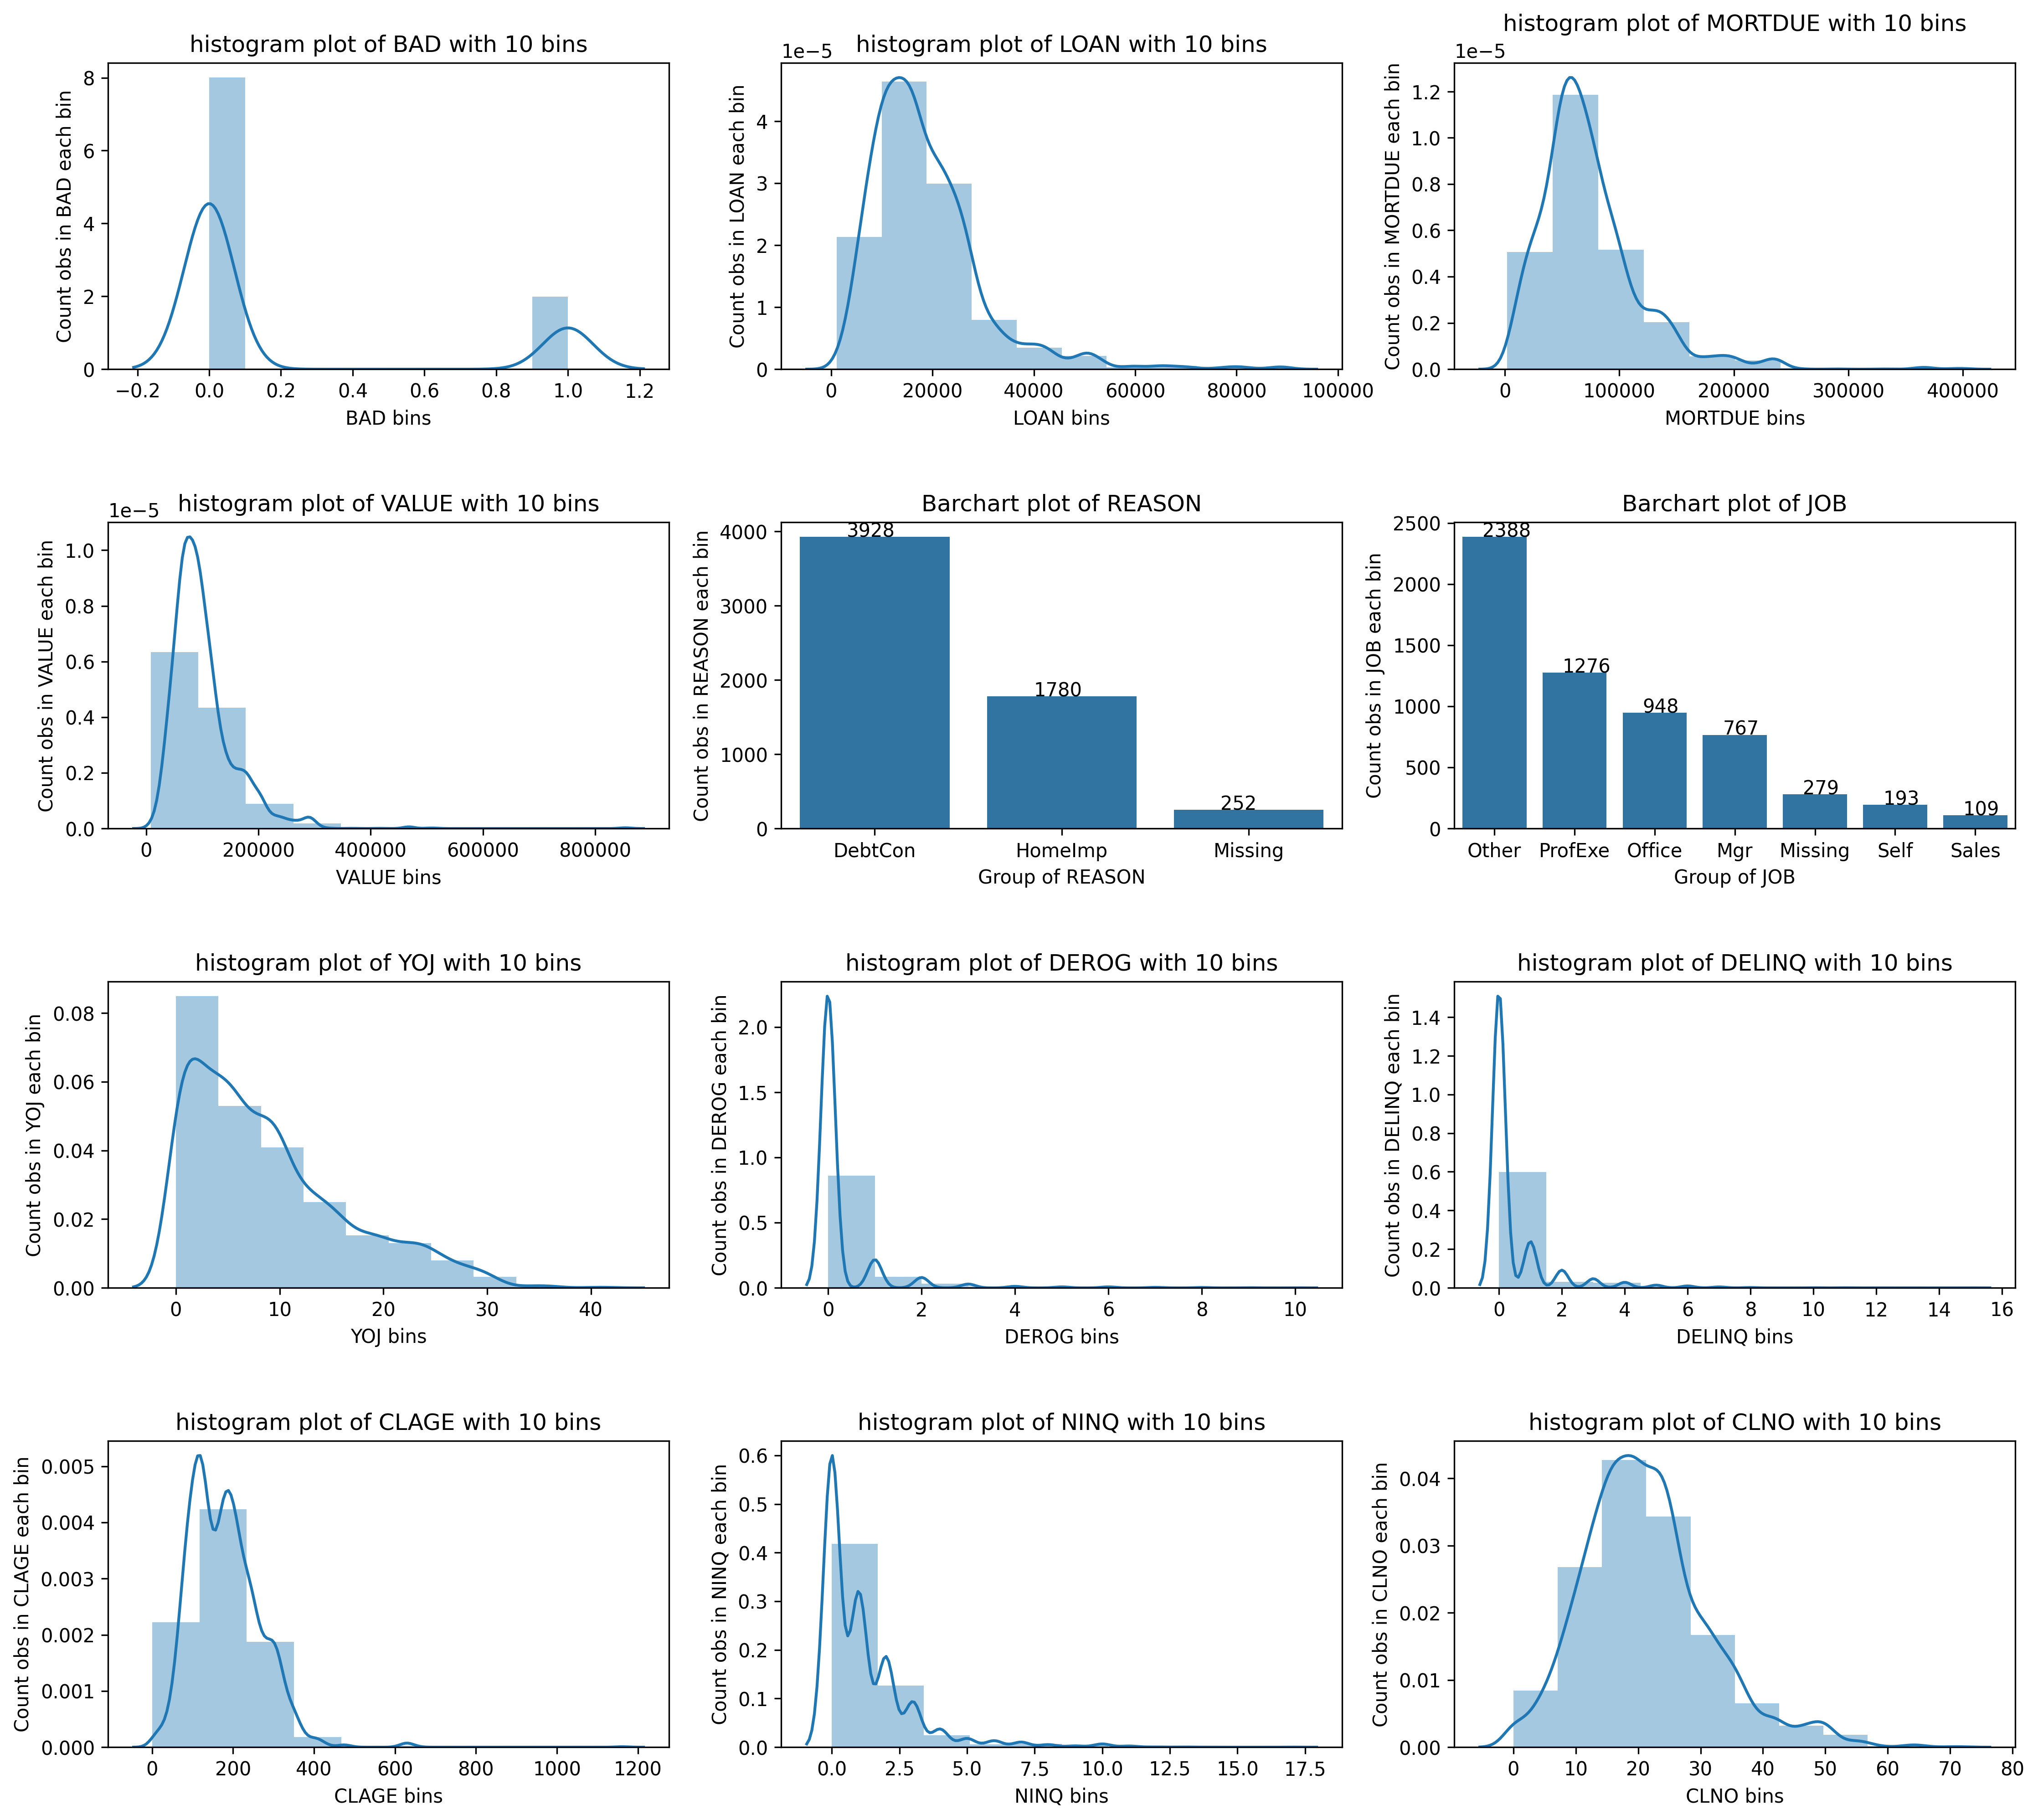 histogram plot of BAD with 10 bins
Count obs in BAD each bin
8
6
4
2
0
−0.2 0.0 0.2 0.4 0.6 0.8 1.0 1.2
BAD bins
histogram plot of LOAN with 10 bins
1e−5
Count obs in LOAN each bin
4
3
2
1
0
0 20000 40000 60000 80000 100000
LOAN bins
histogram plot of MORTDUE with 10 bins
1e−5
Count obs in MORTDUE each bin
1.2
1.0
0.8
0.6
0.4
0.2
0.0
0 100000 200000 300000 400000
MORTDUE bins
histogram plot of VALUE with 10 bins
1e−5
Count obs in VALUE each bin
1.0
0.8
0.6
0.4
0.2
0.0
0 200000 400000 600000 800000
VALUE bins
Barchart plot of REASON
Count obs in REASON each bin
4000
3000
2000
1000
0
3928
1780
252
DebtCon HomeImp Missing
Group of REASON
Barchart plot of JOB
Count obs in JOB each bin
2500
2000
1500
1000
500
0
2388
1276
948
767
279
193
109
Other ProfExe Office Mgr Missing Self Sales
Group of JOB
histogram plot of YOJ with 10 bins
Count obs in YOJ each bin
0.08
0.06
0.04
0.02
0.00
0 10 20 30 40
YOJ bins
histogram plot of DEROG with 10 bins
Count obs in DEROG each bin
2.0
1.5
1.0
0.5
0.0
0 2 4 6 8 10
DEROG bins
histogram plot of DELINQ with 10 bins
Count obs in DELINQ each bin
1.4
1.2
1.0
0.8
0.6
0.4
0.2
0.0
0 2 4 6 8 10 12 14 16
DELINQ bins
histogram plot of CLAGE with 10 bins
Count obs in CLAGE each bin
0.005
0.004
0.003
0.002
0.001
0.000
0 200 400 600 800 1000 1200
CLAGE bins
histogram plot of NINQ with 10 bins
Count obs in NINQ each bin
0.6
0.5
0.4
0.3
0.2
0.1
0.0
0.0 2.5 5.0 7.5 10.0 12.5 15.0 17.5
NINQ bins
histogram plot of CLNO with 10 bins
Count obs in CLNO each bin
0.04
0.03
0.02
0.01
0.00
0 10 20 30 40 50 60 70 80
CLNO bins